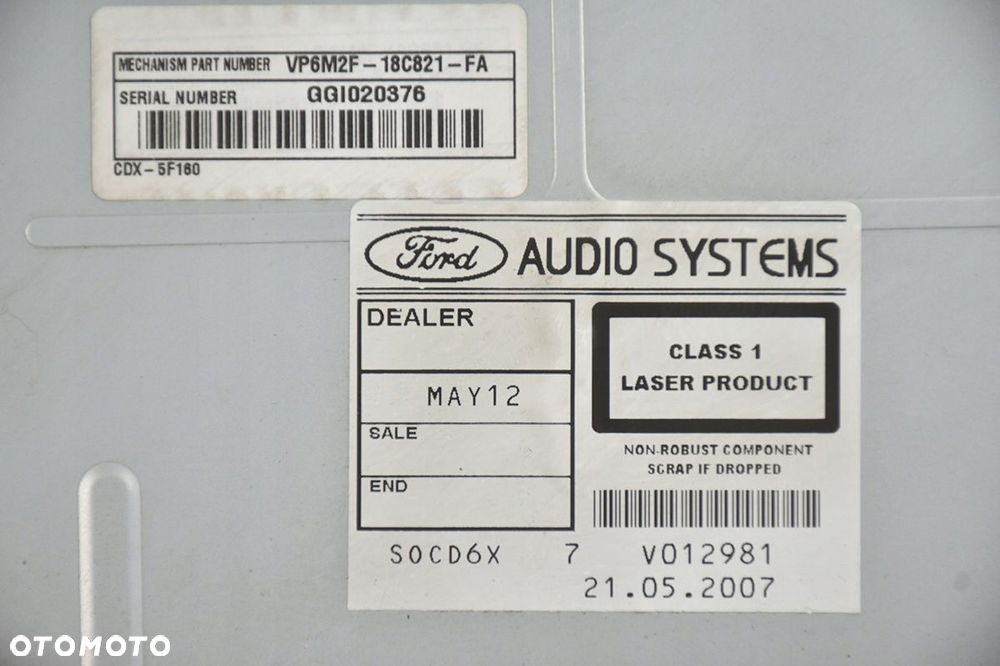 MECHANISM PART NUMBER VP6M2F-18C821-FA
SERIAL NUMBER GGI020376
CDX-5F160
Ford AUDIO SYSTEMS
DEALER
MAY12
SALE
END
CLASS 1
LASER PRODUCT
NON-ROBUST COMPONENT
SCRAP IF DROPPED
SOCD6X 7 V012981
21.05.2007
OTOMOTO